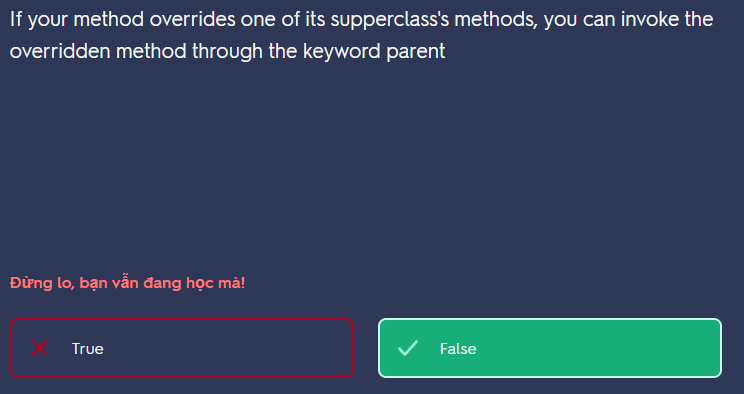 If your method overrides one of its supperclass's methods, you can invoke the
overridden method through the keyword parent
Đừng lo, bạn vẫn đang học mà!
True
False